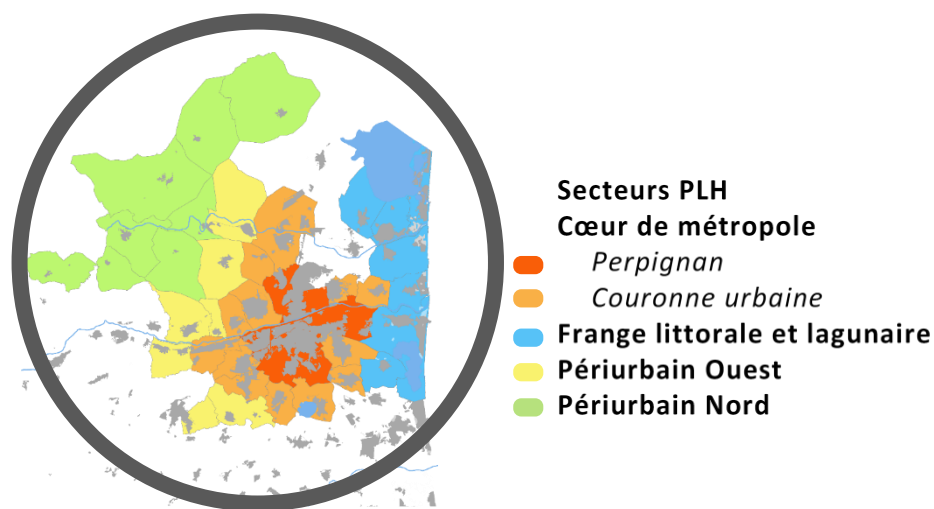 Secteurs PLH
Cœur de métropole
Perpignan
Couronne urbaine
Frange littorale et lagunaire
Périurbain Ouest
Périurbain Nord